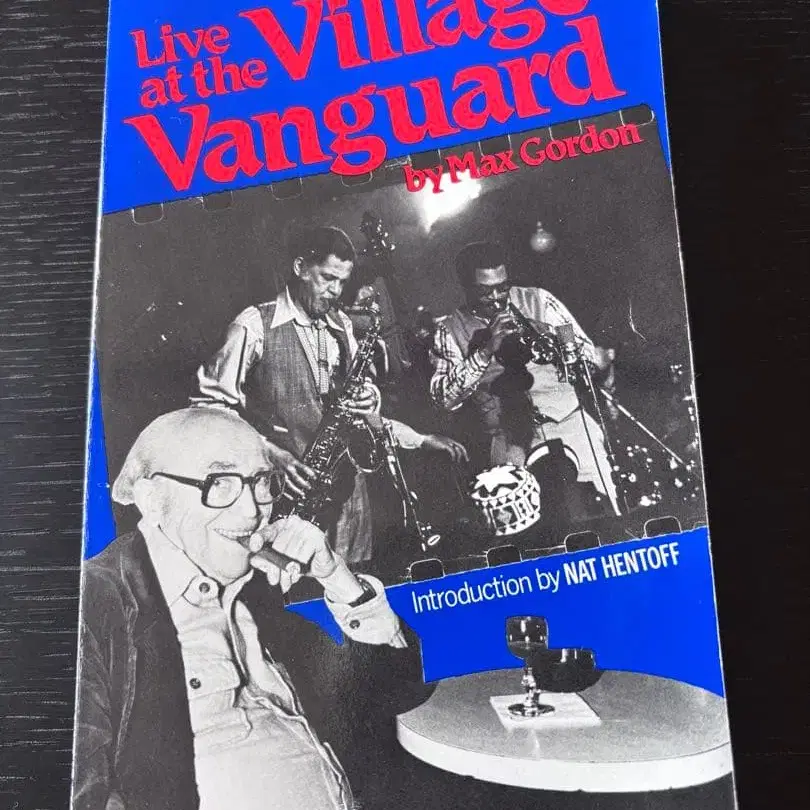 Live
at the Village
Vanguard
by Max Gordon
Introduction by NAT HENTOFF